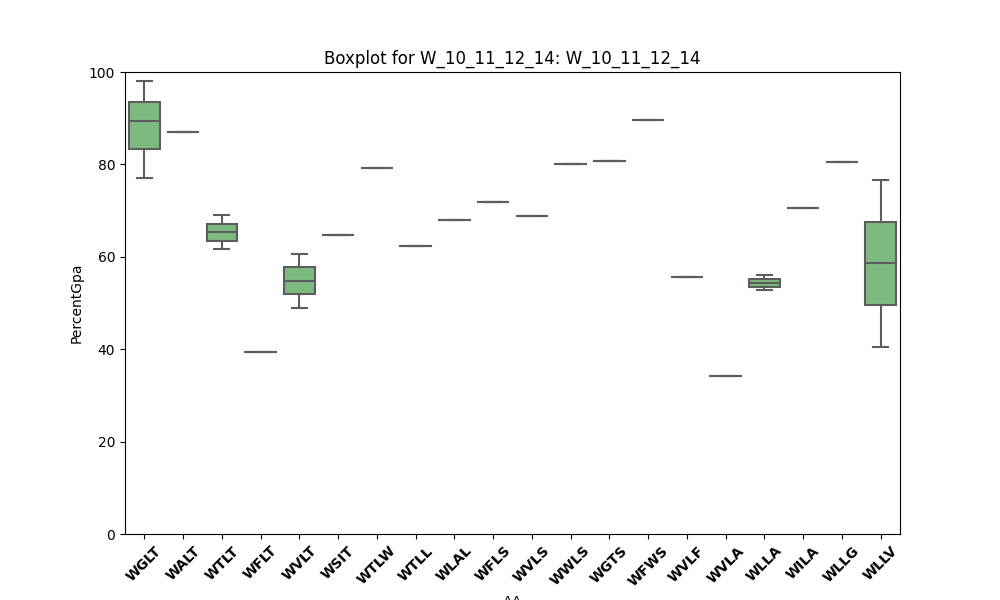 Boxplot for W_10_11_12_14: W_10_11_12_14
100
80
60
40
20
0
PercentGpa
WGLT WALT WTLT WFLT WVLT WSIT WTLW WTLL WLAL WFLS WVLS WWLS WGTS WFWS WVLF WVLA WLLA WILA WLLG WLLV
AA